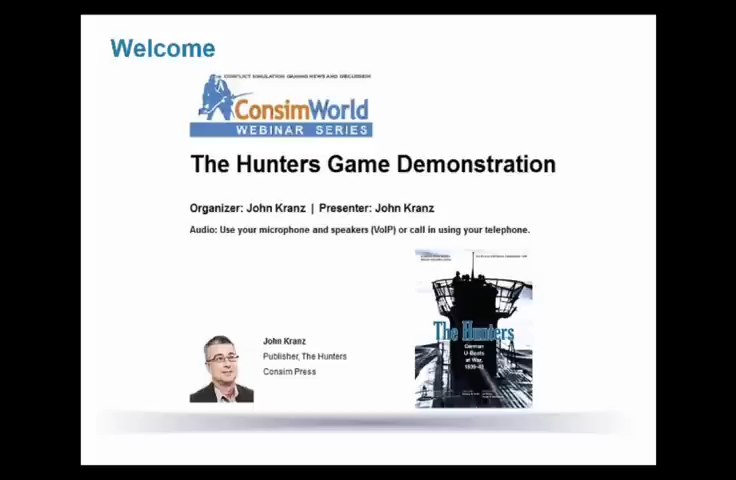 Welcome
CONFLICT SIMULATION GAMING NEWS AND DISCUSSION
ConsimWorld
WEBINAR SERIES
The Hunters Game Demonstration
Organizer: John Kranz | Presenter: John Kranz
Audio: Use your microphone and speakers (VoIP) or call in using your telephone.
The Hunters
German
U-Boats
at War,
1939-43
John Kranz
Publisher, The Hunters
Consim Press